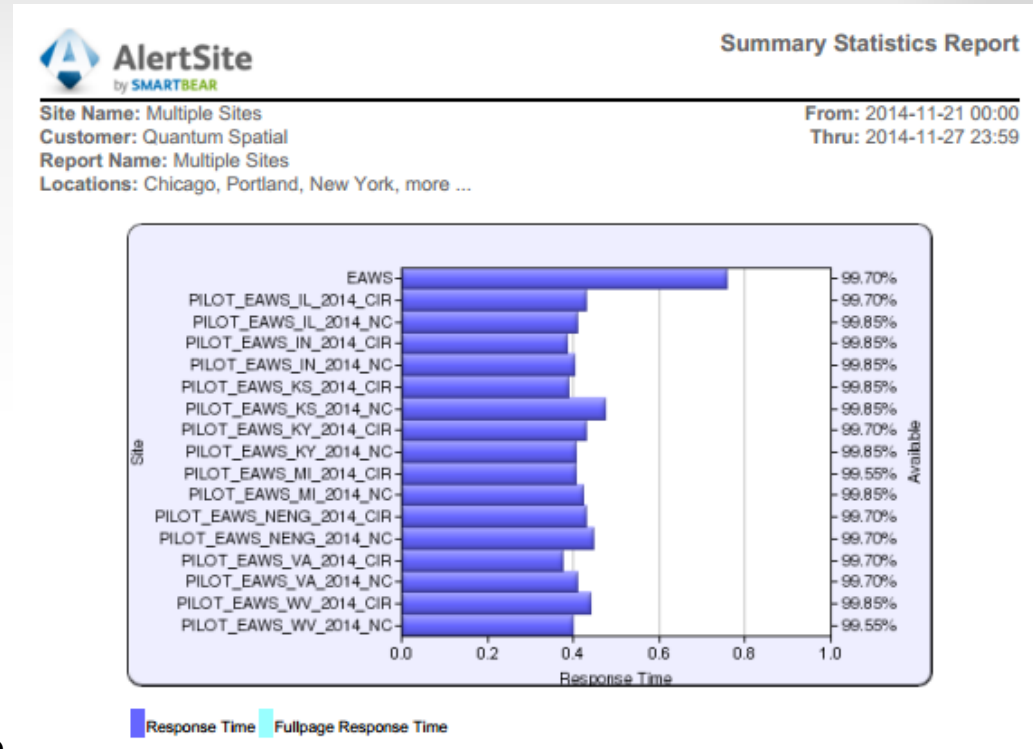 AlertSite
by SMARTBEAR
Summary Statistics Report
Site Name: Multiple Sites
From: 2014-11-21 00:00
Customer: Quantum Spatial
Thru: 2014-11-27 23:59
Report Name: Multiple Sites
Locations: Chicago, Portland, New York, more ...
EAWS 99.70%
PILOT_EAWS_IL_2014_CIR 99.70%
PILOT_EAWS_IL_2014_NC 99.85%
PILOT_EAWS_IN_2014_CIR 99.85%
PILOT_EAWS_IN_2014_NC 99.85%
PILOT_EAWS_KS_2014_CIR 99.85%
PILOT_EAWS_KS_2014_NC 99.85%
PILOT_EAWS_KY_2014_CIR 99.70%
PILOT_EAWS_KY_2014_NC 99.85%
PILOT_EAWS_MI_2014_CIR 99.55%
PILOT_EAWS_MI_2014_NC 99.85%
PILOT_EAWS_NENG_2014_CIR 99.70%
PILOT_EAWS_NENG_2014_NC 99.70%
PILOT_EAWS_VA_2014_CIR 99.70%
PILOT_EAWS_VA_2014_NC 99.70%
PILOT_EAWS_WV_2014_CIR 99.85%
PILOT_EAWS_WV_2014_NC 99.55%
Site
Available
0.0 0.2 0.4 0.6 0.8 1.0
Response Time
Response Time Fullpage Response Time